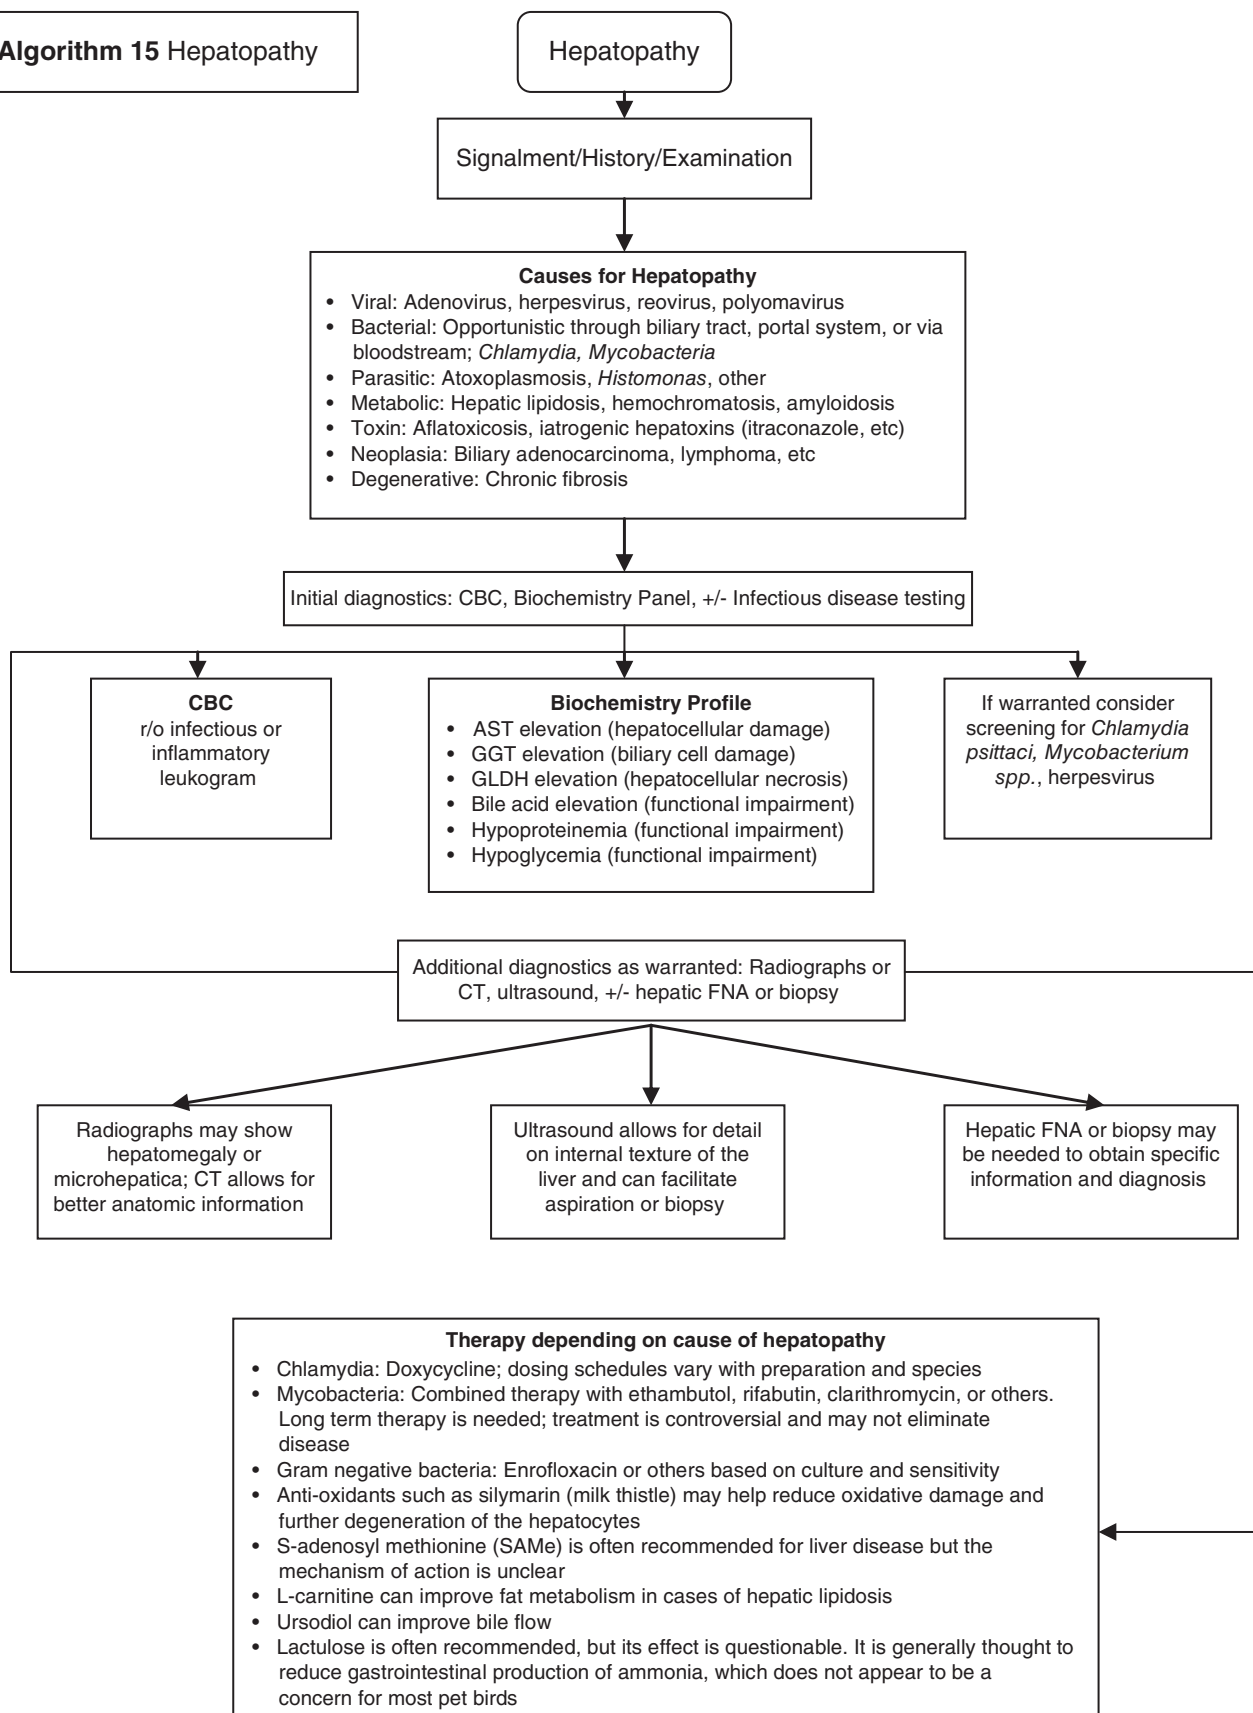 Algorithm 15 Hepatopathy
Hepatopathy
Signalment/History/Examination
Causes for Hepatopathy
• Viral: Adenovirus, herpesvirus, reovirus, polyomavirus
• Bacterial: Opportunistic through biliary tract, portal system, or via
bloodstream; Chlamydia, Mycobacteria
• Parasitic: Atoxoplasmosis, Histomonas, other
• Metabolic: Hepatic lipidosis, hemochromatosis, amyloidosis
• Toxin: Aflatoxicosis, iatrogenic hepatoxins (itraconazole, etc)
• Neoplasia: Biliary adenocarcinoma, lymphoma, etc
• Degenerative: Chronic fibrosis
Initial diagnostics: CBC, Biochemistry Panel, +/- Infectious disease testing
CBC
r/o infectious or
inflammatory
leukogram
Biochemistry Profile
• AST elevation (hepatocellular damage)
• GGT elevation (biliary cell damage)
• GLDH elevation (hepatocellular necrosis)
• Bile acid elevation (functional impairment)
• Hypoproteinemia (functional impairment)
• Hypoglycemia (functional impairment)
If warranted consider
screening for Chlamydia
psittaci, Mycobacterium
spp., herpesvirus
Additional diagnostics as warranted: Radiographs or
CT, ultrasound, +/- hepatic FNA or biopsy
Radiographs may show
hepatomegaly or
microhepatica; CT allows for
better anatomic information
Ultrasound allows for detail
on internal texture of the
liver and can facilitate
aspiration or biopsy
Hepatic FNA or biopsy may
be needed to obtain specific
information and diagnosis
Therapy depending on cause of hepatopathy
• Chlamydia: Doxycycline; dosing schedules vary with preparation and species
• Mycobacteria: Combined therapy with ethambutol, rifabutin, clarithromycin, or others.
Long term therapy is needed; treatment is controversial and may not eliminate
disease
• Gram negative bacteria: Enrofloxacin or others based on culture and sensitivity
• Anti-oxidants such as silymarin (milk thistle) may help reduce oxidative damage and
further degeneration of the hepatocytes
• S-adenosyl methionine (SAMe) is often recommended for liver disease but the
mechanism of action is unclear
• L-carnitine can improve fat metabolism in cases of hepatic lipidosis
• Ursodiol can improve bile flow
• Lactulose is often recommended, but its effect is questionable. It is generally thought to
reduce gastrointestinal production of ammonia, which does not appear to be a
concern for most pet birds